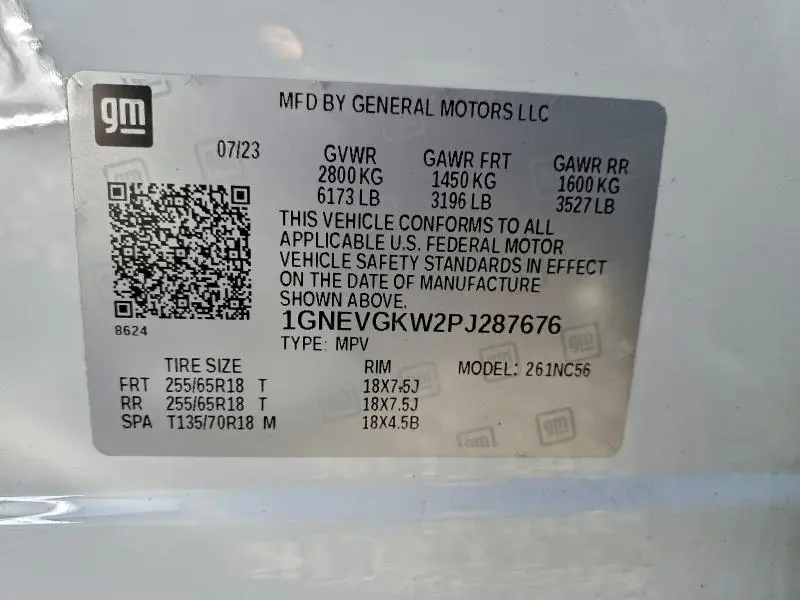 gm
MFD BY GENERAL MOTORS LLC
07/23 GVWR GAWR FRT GAWR RR
2800 KG 1450 KG 1600 KG
6173 LB 3196 LB 3527 LB
THIS VEHICLE CONFORMS TO ALL
APPLICABLE U.S. FEDERAL MOTOR
VEHICLE SAFETY STANDARDS IN EFFECT
ON THE DATE OF MANUFACTURE
SHOWN ABOVE.
8624
1GNEVGKW2PJ287676
TYPE: MPV MODEL: 261NC56
TIRE SIZE RIM
FRT 255/65R18 T 18X7.5J
RR 255/65R18 T 18X7.5J
SPA T135/70R18 M 18X4.5B
gm
gm